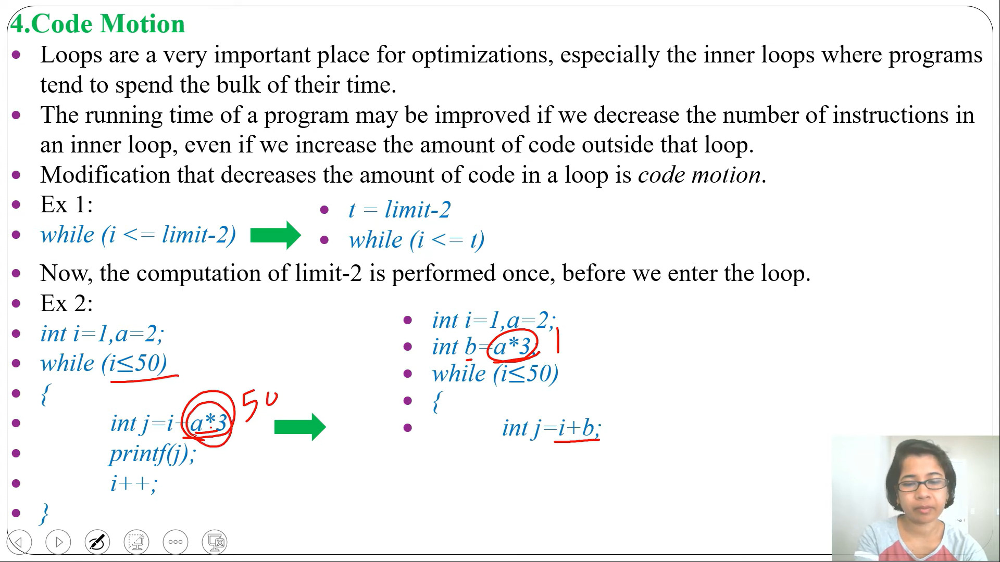 4.Code Motion
• Loops are a very important place for optimizations, especially the inner loops where programs
tend to spend the bulk of their time.
• The running time of a program may be improved if we decrease the number of instructions in
an inner loop, even if we increase the amount of code outside that loop.
• Modification that decreases the amount of code in a loop is code motion.
• Ex 1:
• while (i <= limit-2)
• t = limit-2
• while (i <= t)
• Now, the computation of limit-2 is performed once, before we enter the loop.
• Ex 2:
• int i=1,a=2;
• while (i≤50)
• {
• int j=i+a*3
50
• printf(j);
• i++;
• }
• int i=1,a=2;
• int b=a*3;
1
• while (i≤50)
• {
• int j=i+b;